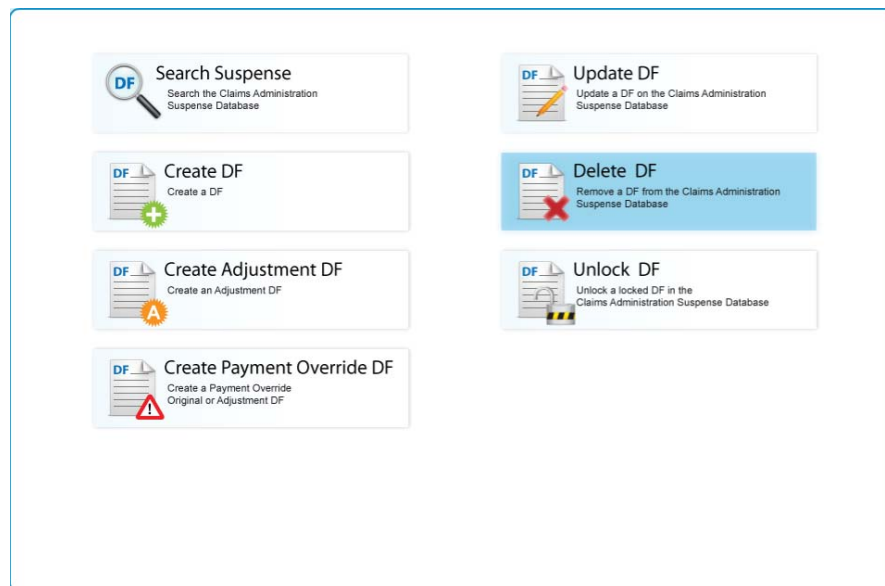 DF
Search Suspense
Search the Claims Administration
Suspense Database
DF
Create DF
Create a DF
DF
A
Create Adjustment DF
Create an Adjustment DF
DF
!
Create Payment Override DF
Create a Payment Override
Original or Adjustment DF
DF
Update DF
Update a DF on the Claims Administration
Suspense Database
DF
Delete DF
Remove a DF from the Claims Administration
Suspense Database
DF
Unlock DF
Unlock a locked DF in the
Claims Administration Suspense Database